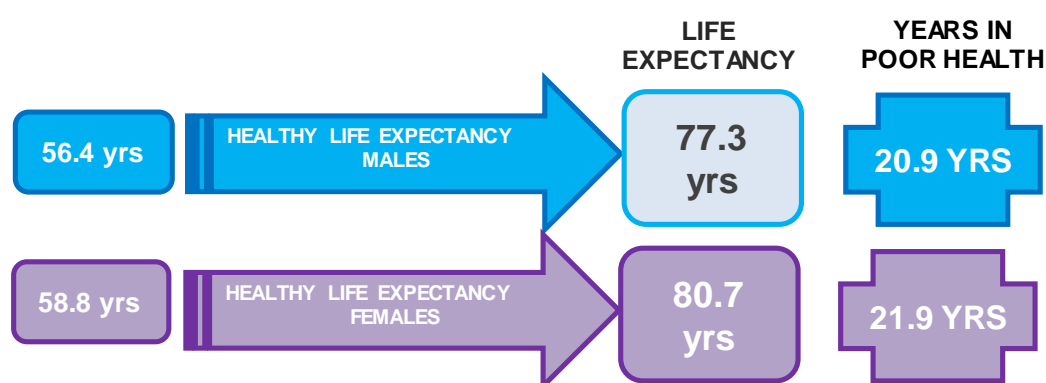 LIFE
EXPECTANCY
YEARS IN
POOR HEALTH
56.4 yrs
HEALTHY LIFE EXPECTANCY
MALES
77.3
yrs
20.9 YRS
58.8 yrs
HEALTHY LIFE EXPECTANCY
FEMALES
80.7
yrs
21.9 YRS